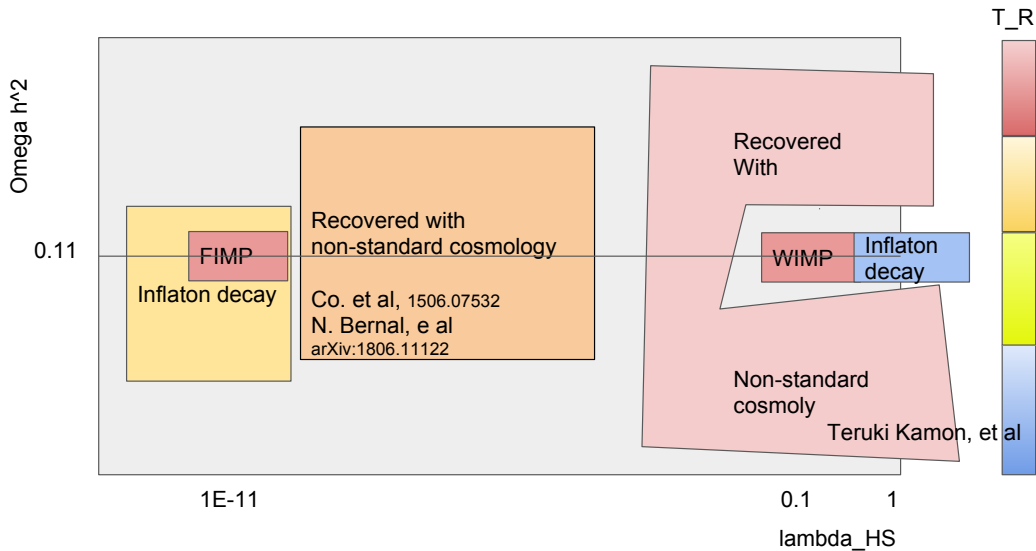 T_R
Omega h^2
Recovered
With
Recovered with
non-standard cosmology
0.11
FIMP
WIMP
Inflaton
decay
Inflaton decay
Co. et al, 1506.07532
N. Bernal, e al
arXiv:1806.11122
Non-standard
cosmoly
Teruki Kamon, et al
1E-11
0.1
1
lambda_HS